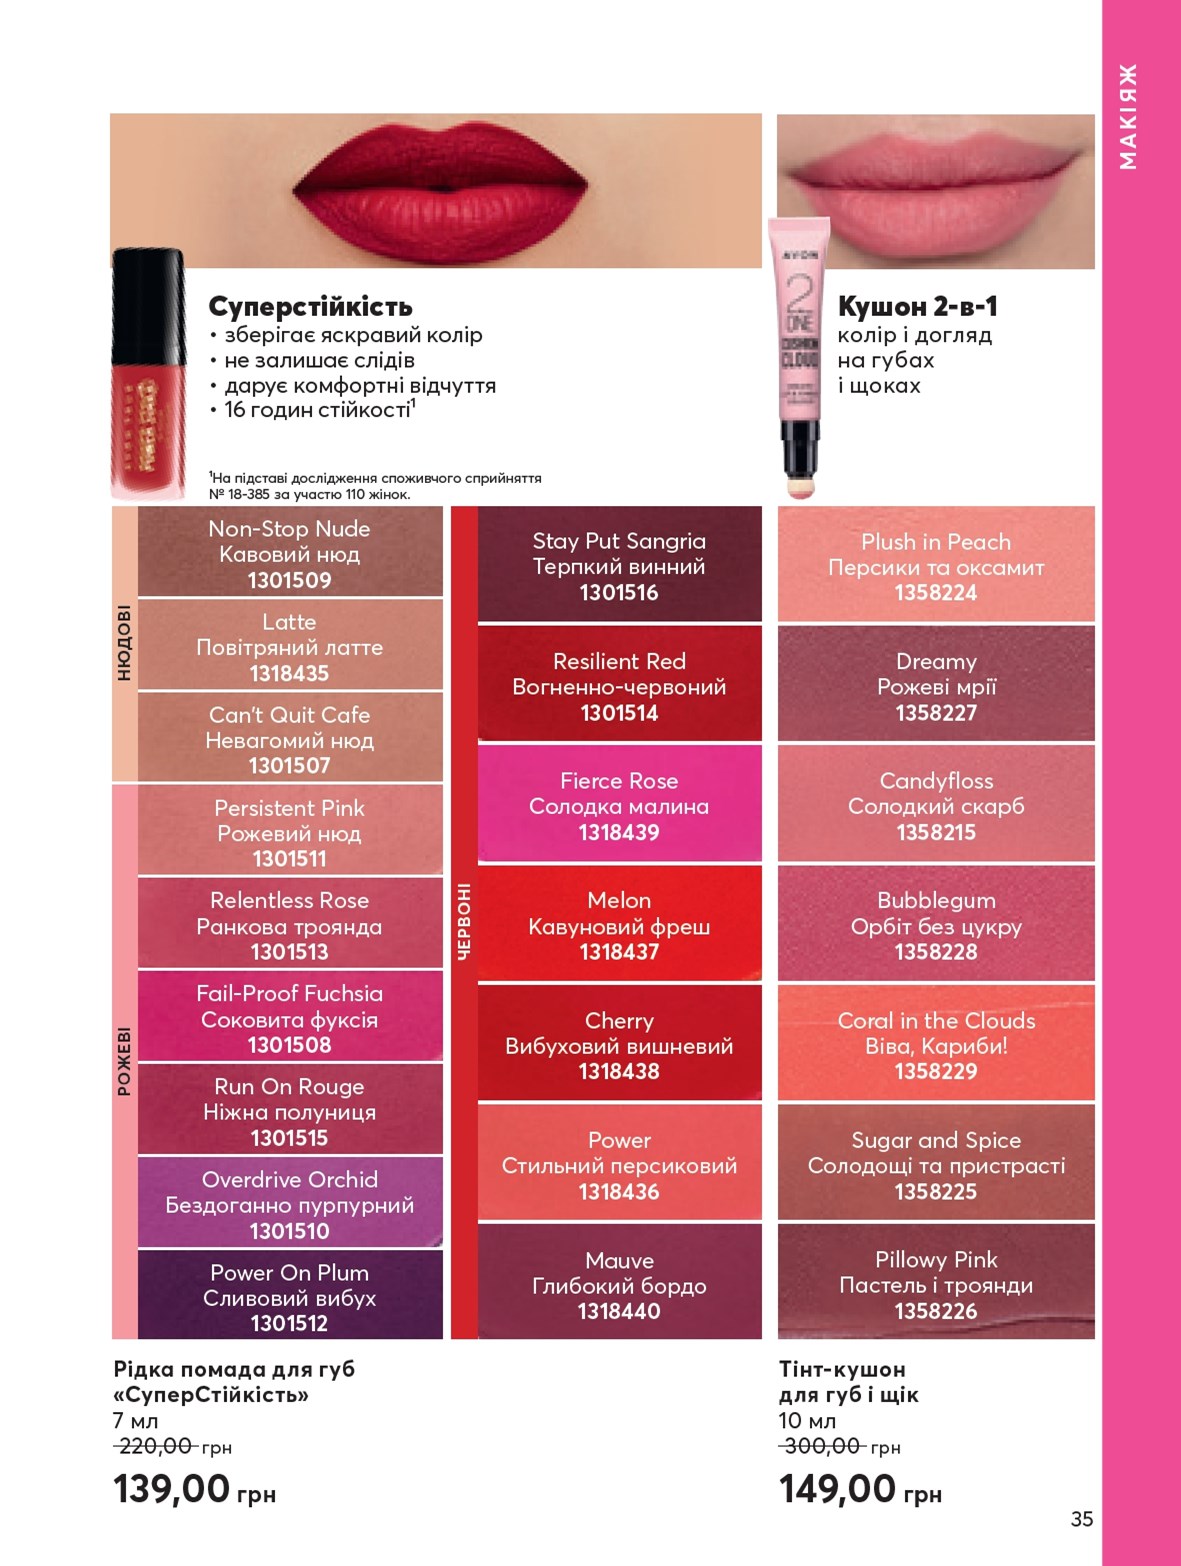 МАКІЯЖ
Суперстійкість
• зберігає яскравий колір
• не залишає слідів
• дарує комфортні відчуття
• 16 годин стійкості¹
¹На підставі дослідження споживчого сприйняття
№ 18-385 за участю 110 жінок.
AVON
2
ONE
CUSHION
CLOUD
Кушон 2-в-1
колір і догляд
на губах
і щоках
НЮДОВІ
Non-Stop Nude
Кавовий нюд
1301509
Latte
Повітряний латте
1318435
Can't Quit Cafe
Невагомий нюд
1301507
РОЖЕВІ
Persistent Pink
Рожевий нюд
1301511
Relentless Rose
Ранкова троянда
1301513
Fail-Proof Fuchsia
Соковита фуксія
1301508
Run On Rouge
Ніжна полуниця
1301515
Overdrive Orchid
Бездоганно пурпурний
1301510
Power On Plum
Сливовий вибух
1301512
ЧЕРВОНІ
Stay Put Sangria
Терпкий винний
1301516
Resilient Red
Вогненно-червоний
1301514
Fierce Rose
Солодка малина
1318439
Melon
Кавуновий фреш
1318437
Cherry
Вибуховий вишневий
1318438
Power
Стильний персиковий
1318436
Mauve
Глибокий бордо
1318440
Plush in Peach
Персики та оксамит
1358224
Dreamy
Рожеві мрії
1358227
Candyfloss
Солодкий скарб
1358215
Bubblegum
Орбіт без цукру
1358228
Coral in the Clouds
Віва, Кариби!
1358229
Sugar and Spice
Солодощі та пристрасті
1358225
Pillowy Pink
Пастель і троянди
1358226
Рідка помада для губ
«СуперСтійкість»
7 мл
220,00 грн
139,00 грн
Тінт-кушон
для губ і щік
10 мл
300,00 грн
149,00 грн
35